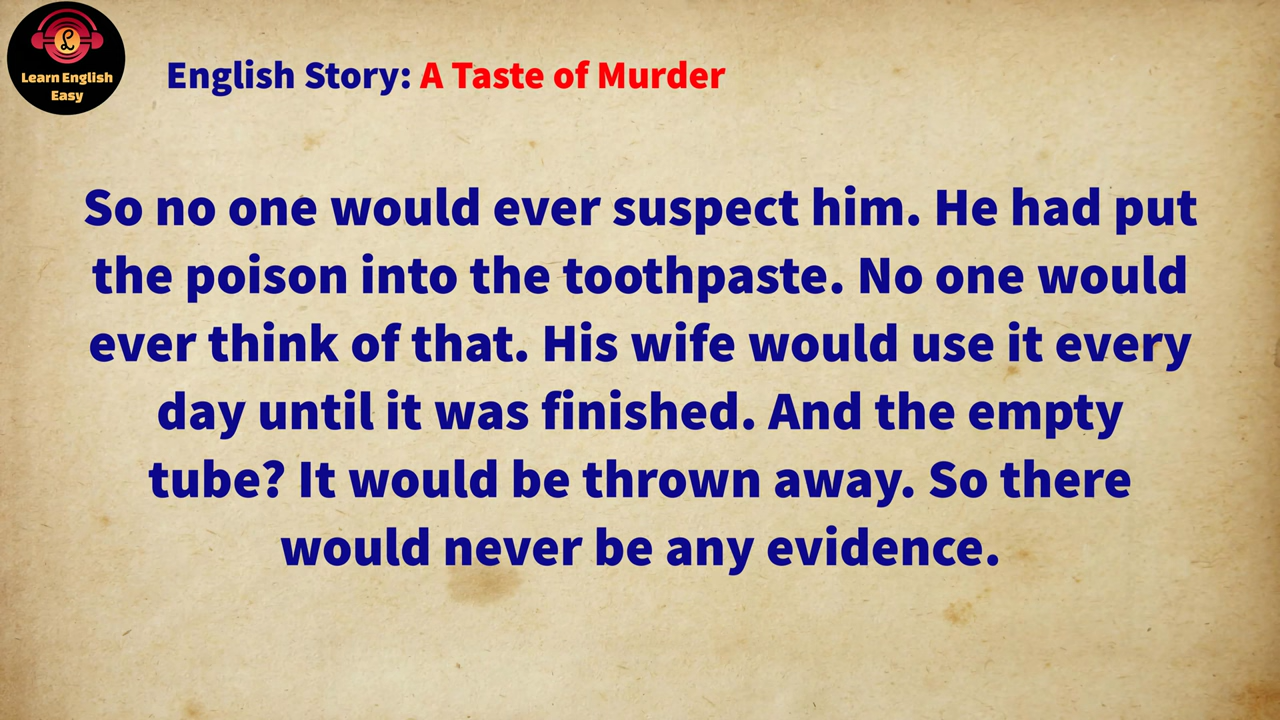 Learn English
Easy
English Story: A Taste of Murder
So no one would ever suspect him. He had put
the poison into the toothpaste. No one would
ever think of that. His wife would use it every
day until it was finished. And the empty
tube? It would be thrown away. So there
would never be any evidence.